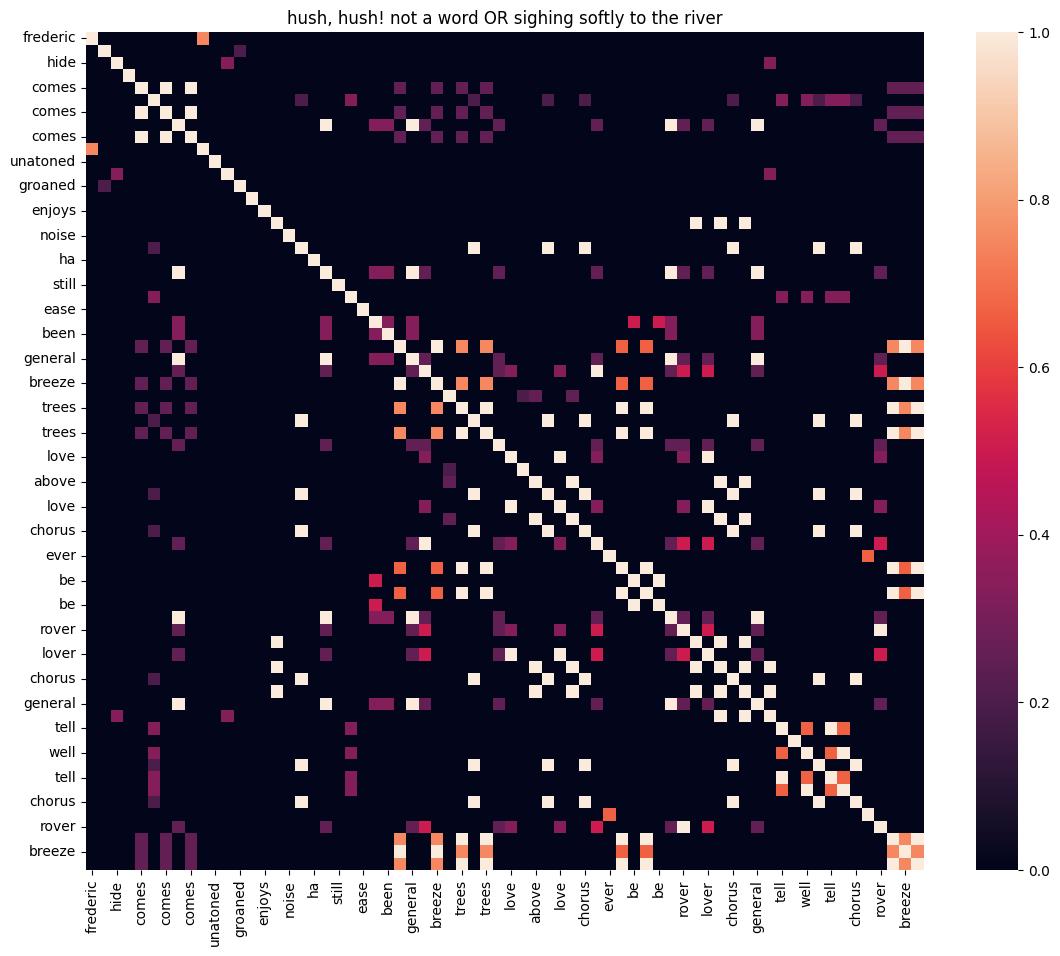 hush, hush! not a word OR sighing softly to the river
frederic
hide
comes
comes
comes
unatoned
groaned
enjoys
noise
ha
still
ease
been
general
breeze
trees
trees
love
above
love
chorus
ever
be
be
rover
lover
chorus
general
tell
well
tell
chorus
rover
breeze
1.0
0.8
0.6
0.4
0.2
0.0
frederic
hide
comes
comes
comes
unatoned
groaned
enjoys
noise
ha
still
ease
been
general
breeze
trees
trees
love
above
love
chorus
ever
be
be
rover
lover
chorus
general
tell
well
tell
chorus
rover
breeze